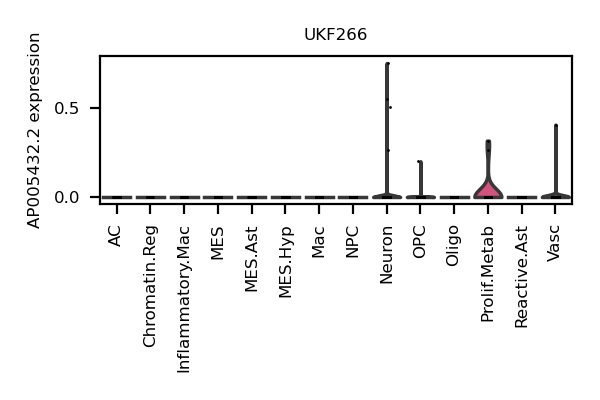 UKF266
AP005432.2 expression
0.5
0.0
AC
Chromatin.Reg
Inflammatory.Mac
MES
MES.Ast
MES.Hyp
Mac
NPC
Neuron
OPC
Oligo
Prolif.Metab
Reactive.Ast
Vasc